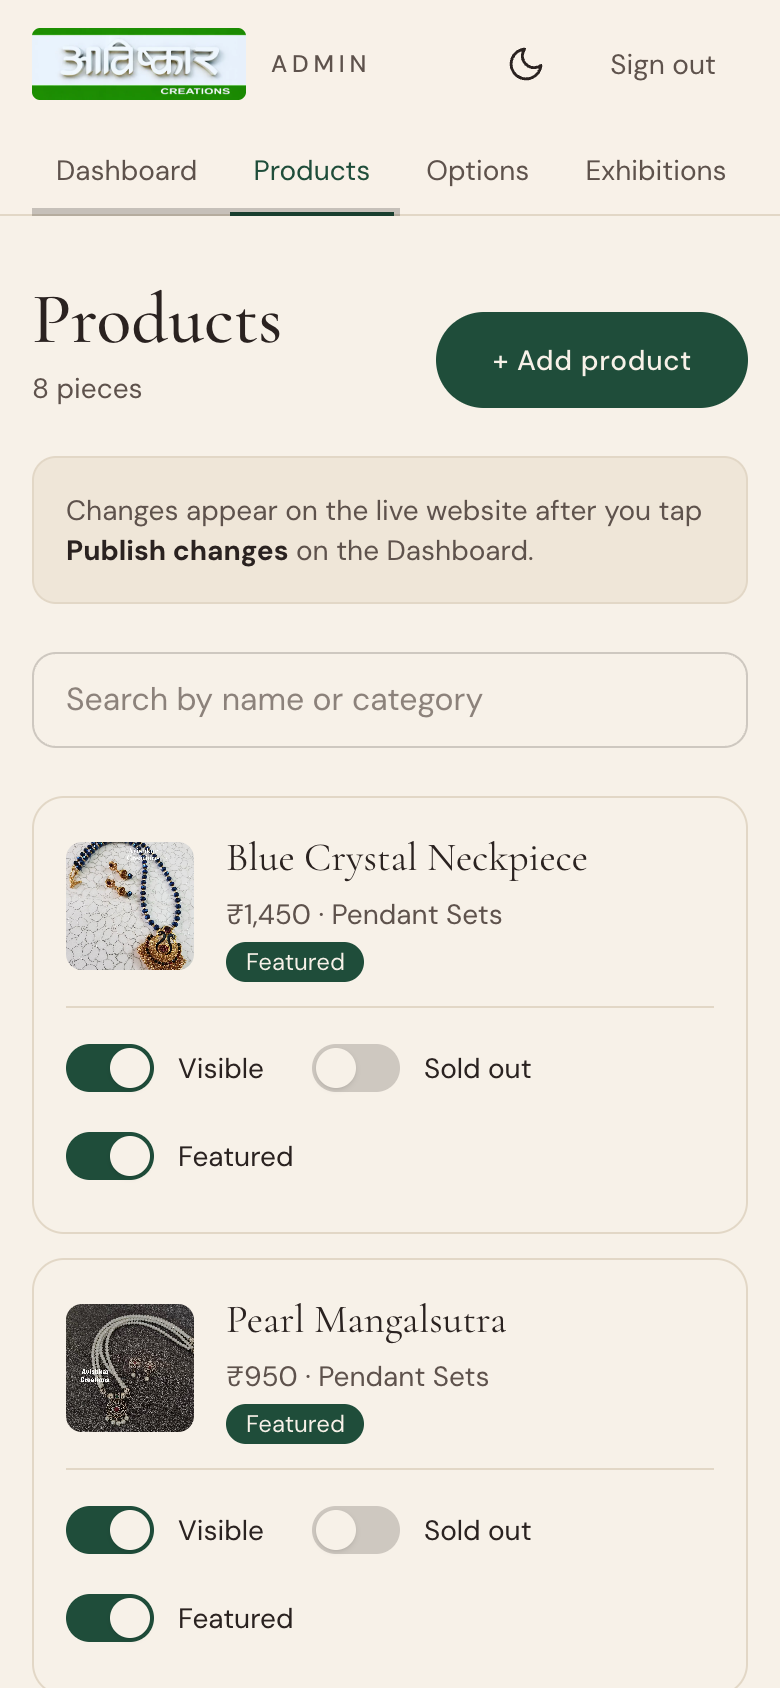 आविष्कार
CREATIONS
ADMIN
Sign out
Dashboard Products Options Exhibitions
Products
8 pieces
+ Add product
Changes appear on the live website after you tap
Publish changes on the Dashboard.
Search by name or category
Blue Crystal Neckpiece
₹1,450 · Pendant Sets
Featured
Visible Sold out
Featured
Pearl Mangalsutra
₹950 · Pendant Sets
Avishkar
Creations
Featured
Visible Sold out
Featured